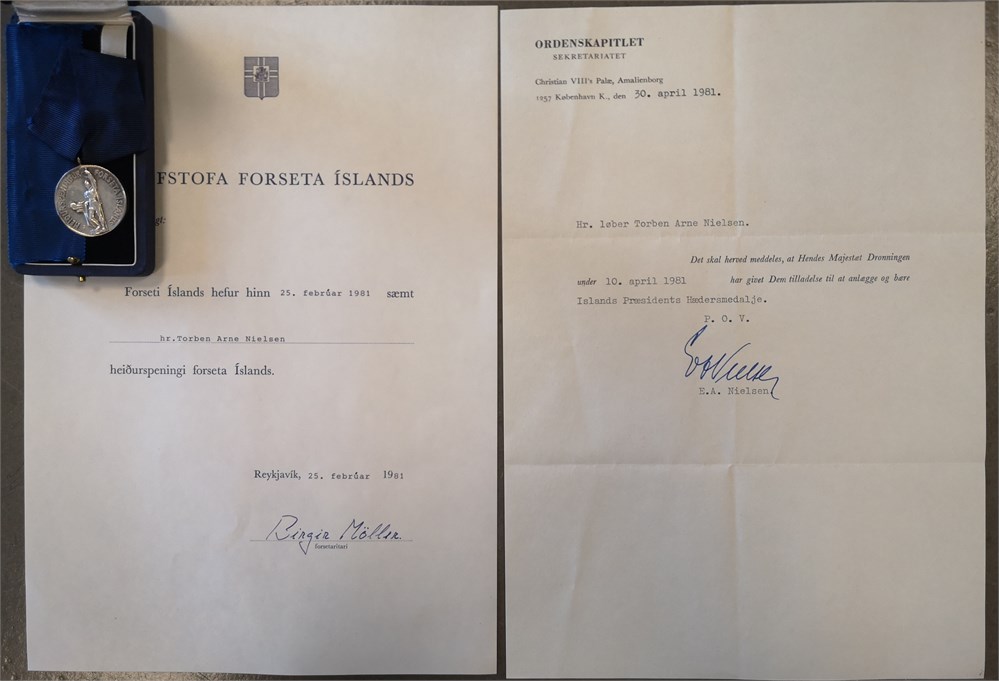 FSTOFA FORSETA ÍSLANDS
gt:
Forseti Íslands hefur hinn 25. febrúar 1981 sæmt
hr.Torben Arne Nielsen
heiðurspeningi forseta Íslands.
Reykjavík, 25. febrúar 1981
Birgir Möller
forsetaritari
ORDENSKAPITLET
SEKRETARIATET
Christian VIII's Palæ, Amalienborg
1257 København K., den 30. april 1981.
Hr. løber Torben Arne Nielsen.
Det skal herved meddeles, at Hendes Majestæt Dronningen
under 10. april 1981 har givet Dem tilladelse til at anlægge og bære
Islands Præsidents Hædersmedalje.
P. O. V.
E.A. Nielsen.